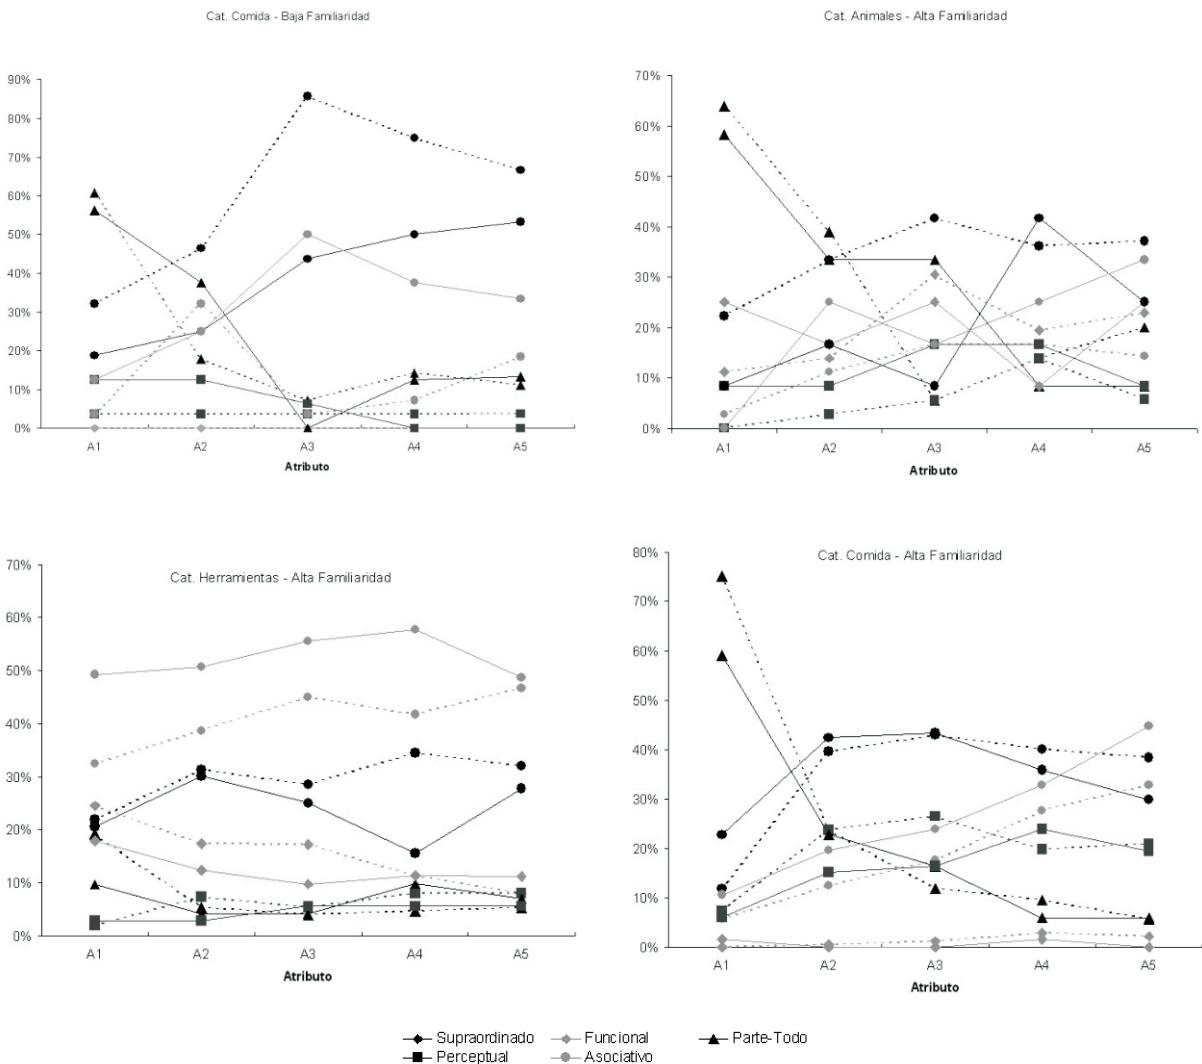 Cat. Comida - Baja Familiaridad
90%
80%
70%
60%
50%
40%
30%
20%
10%
0%
A1 A2 A3 A4 A5
Atributo
Cat. Animales - Alta Familiaridad
70%
60%
50%
40%
30%
20%
10%
0%
A1 A2 A3 A4 A5
Atributo
Cat. Herramientas - Alta Familiaridad
70%
60%
50%
40%
30%
20%
10%
0%
A1 A2 A3 A4 A5
Atributo
Cat. Comida - Alta Familiaridad
80%
70%
60%
50%
40%
30%
20%
10%
0%
A1 A2 A3 A4 A5
Atributo
Supraordinado Funcional Parte-Todo
Perceptual Asociativo